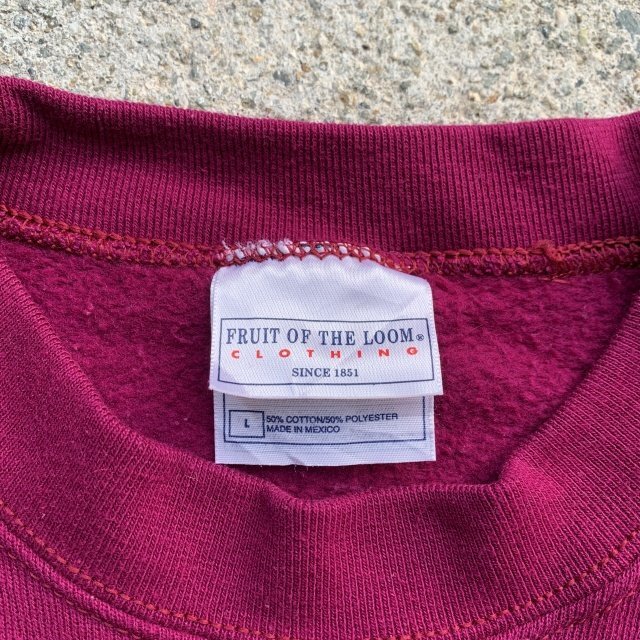 FRUIT OF THE LOOM®
CLOTHING
SINCE 1851
L
50% COTTON/50% POLYESTER
MADE IN MEXICO